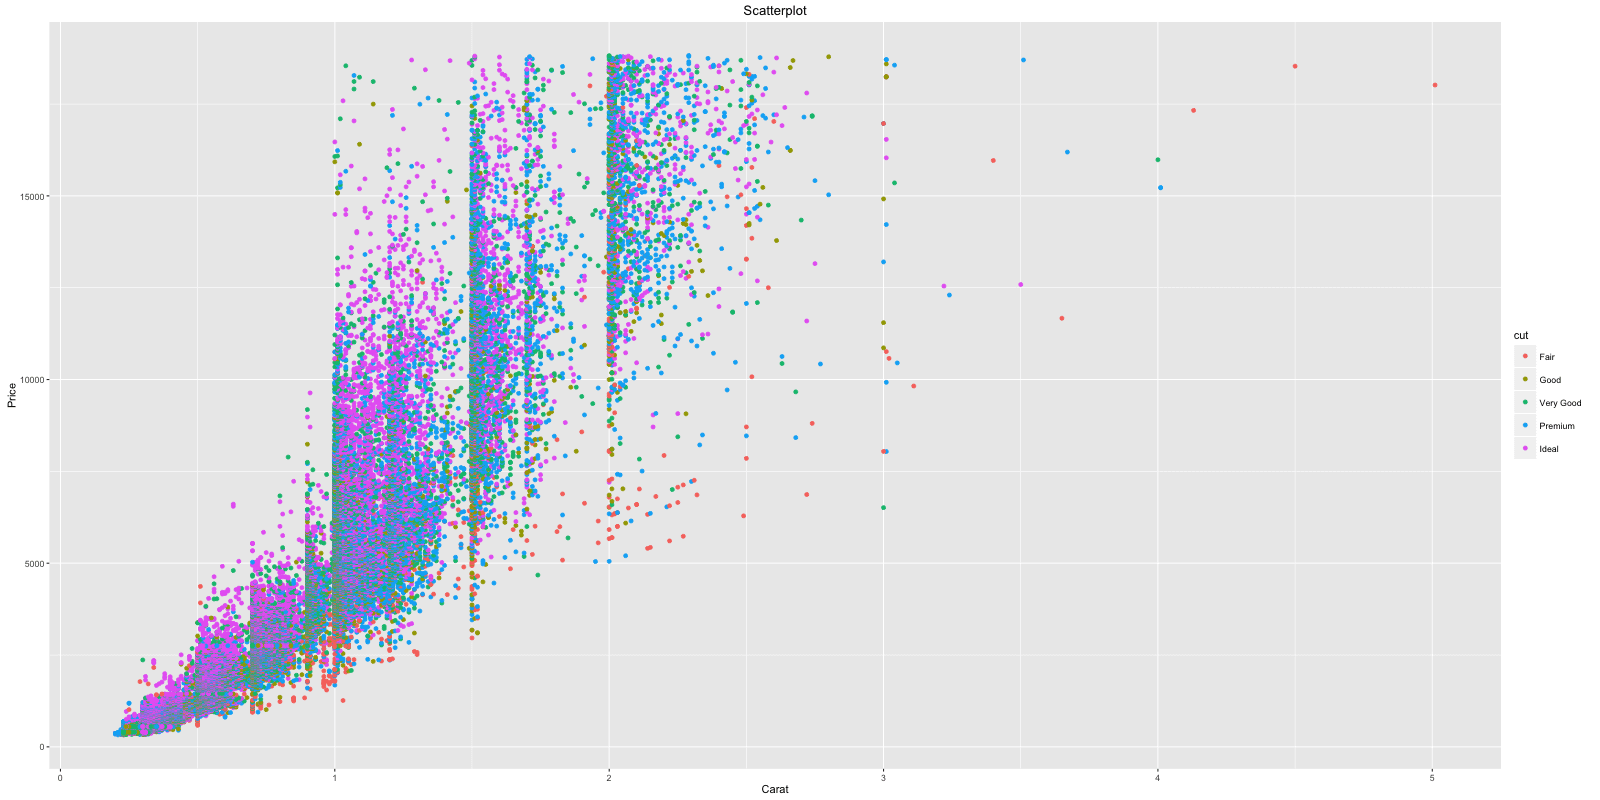 Scatterplot
Price
15000
10000
5000
0
0 1 2 3 4 5
Carat
cut
Fair
Good
Very Good
Premium
Ideal